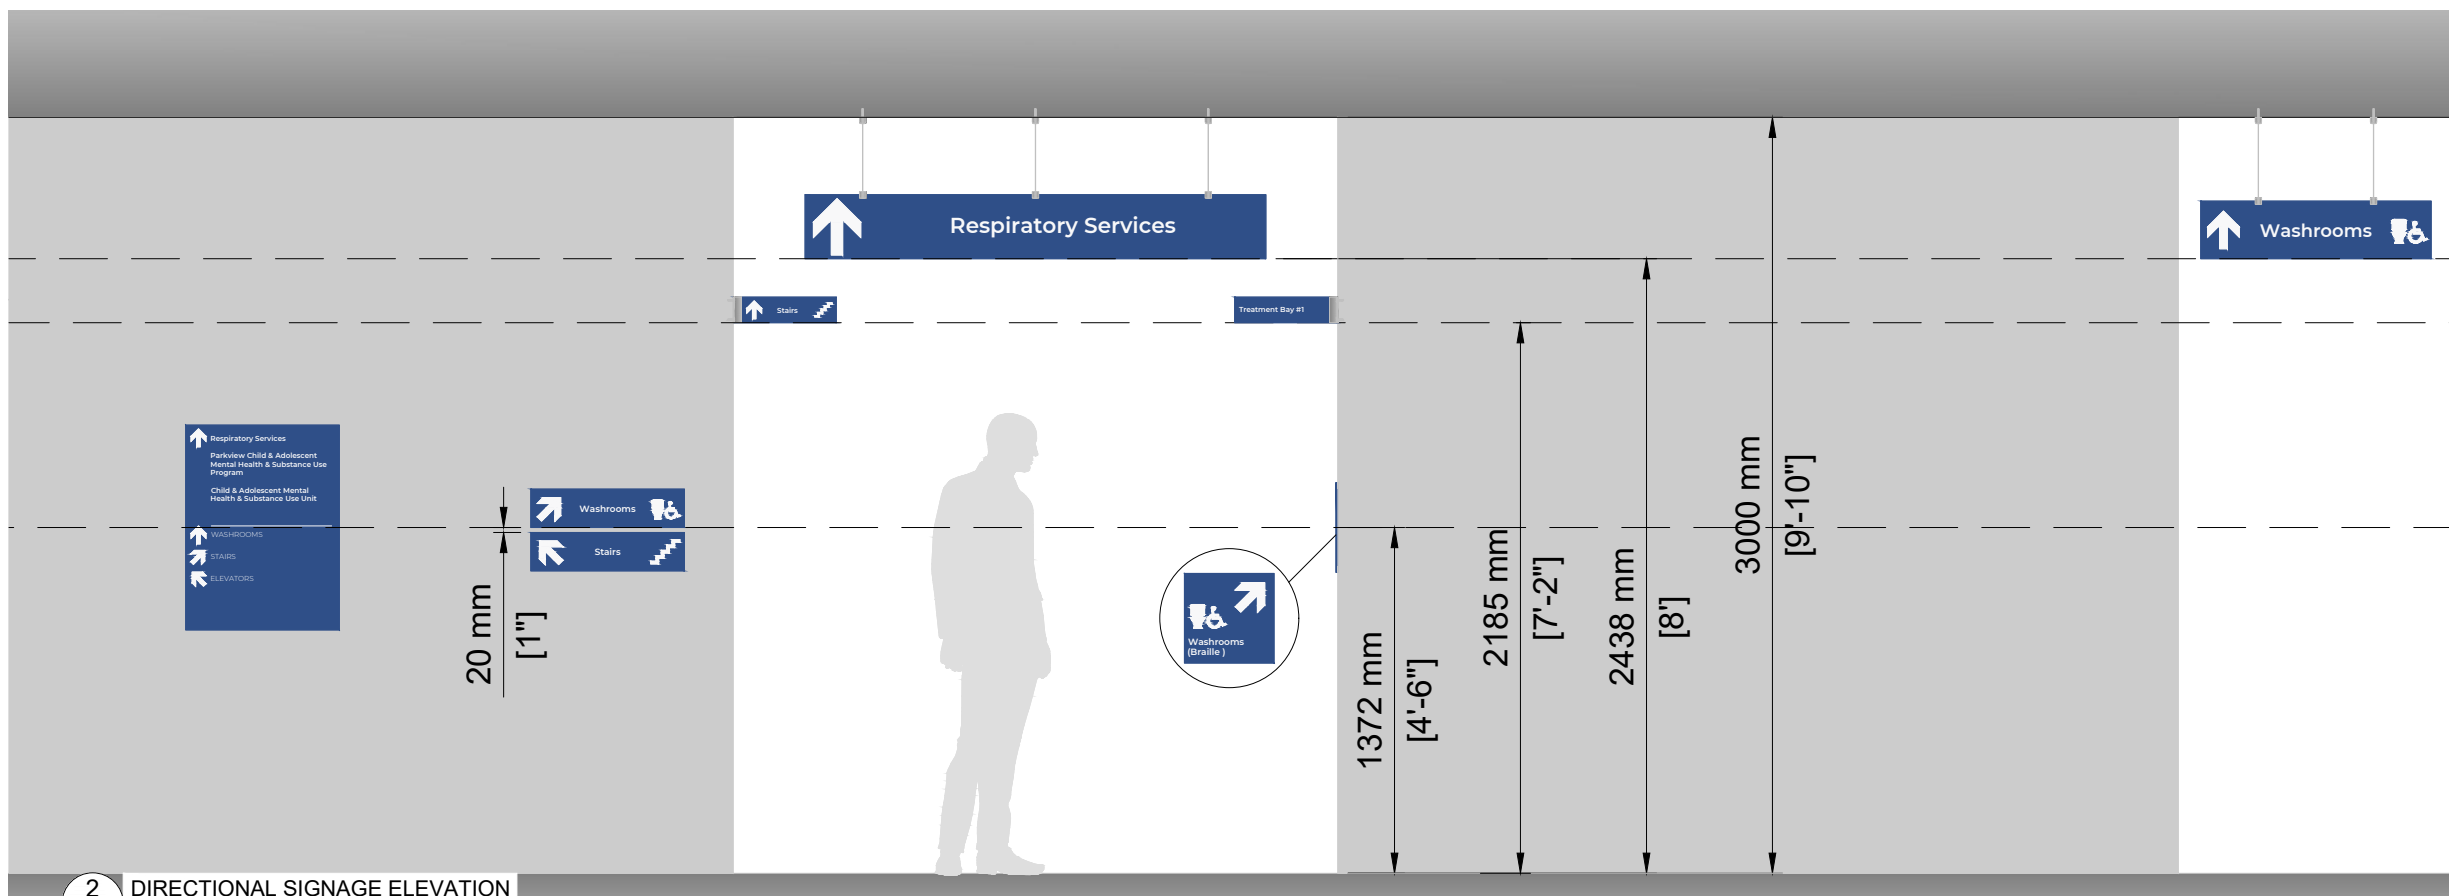 Respiratory Services
Washrooms
Stairs
Treatment Bay #1
Respiratory Services
Parkview Child & Adolescent
Mental Health & Substance Use
Program
Child & Adolescent Mental
Health & Substance Use Unit
WASHROOMS
STAIRS
ELEVATORS
Washrooms
Stairs
20 mm
[1"]
Washrooms
(Braille )
1372 mm
[4'-6"]
2185 mm
[7'-2"]
2438 mm
[8']
3000 mm
[9'-10"]
2
DIRECTIONAL SIGNAGE ELEVATION